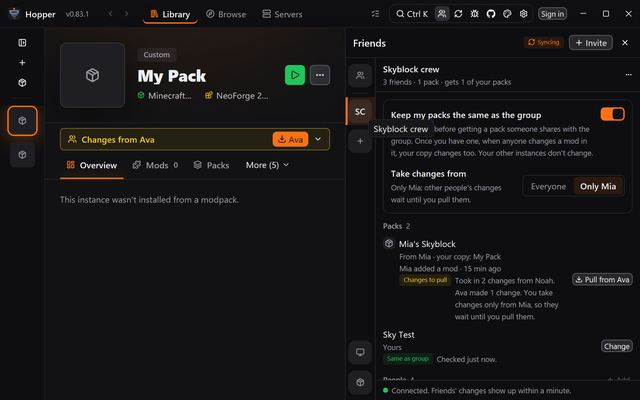 Hopper v0.83.1 Library Browse Servers Ctrl K Sign in
Custom
My Pack
Minecraft... NeoForge 2...
Changes from Ava Ava
Overview Mods 0 Packs More (5)
This instance wasn't installed from a modpack.
Friends Syncing Invite
SC
Skyblock crew
3 friends · 1 pack · gets 1 of your packs
Keep my packs the same as the group
Skyblock crew
before getting a pack someone shares with the
group. Once you have one, when anyone changes a mod in
it, your copy changes too. Your other instances don't change.
Take changes from
Only Mia: other people's changes
wait until you pull them.
Everyone Only Mia
Packs 2
Mia's Skyblock
From Mia · your copy: My Pack
Mia added a mod · 15 min ago
Changes to pull
Took in 2 changes from Noah.
Ava made 1 change. You take
changes only from Mia, so they
wait until you pull them.
Pull from Ava
Sky Test
Yours
Same as group Checked just now.
Change
People 4 Add
Connected. Friends' changes show up within a minute.